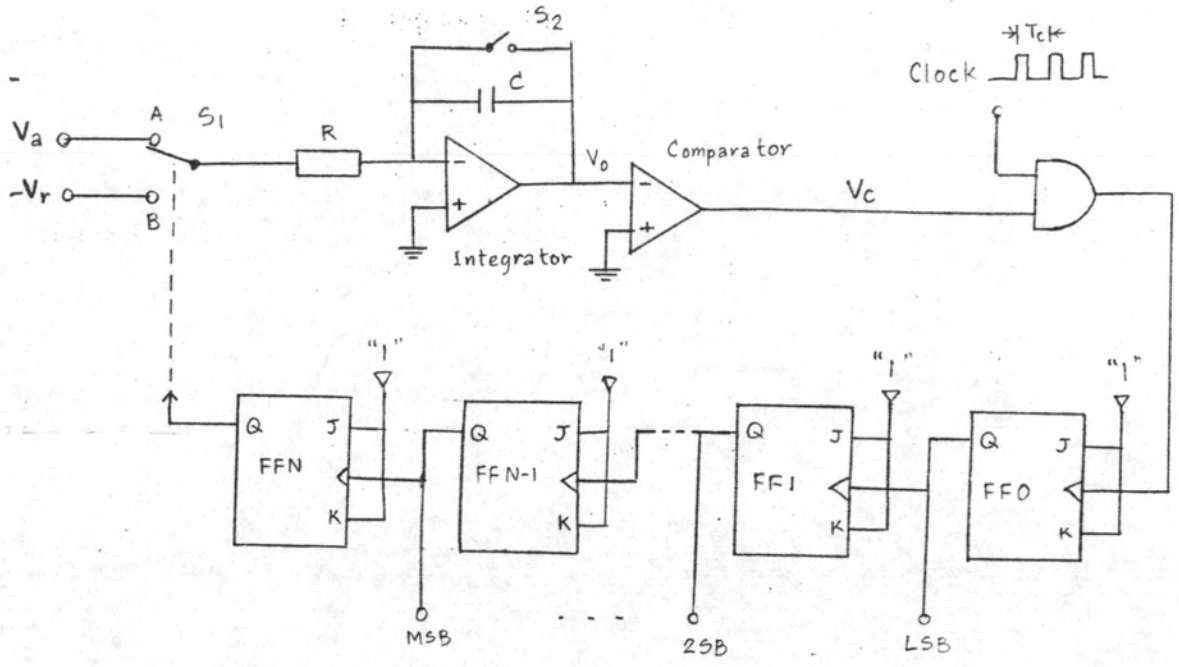 S2
→| Tc |←
Clock
C
A
S1
Va
R
-
Vo
Comparator
-
Vc
-Vr
B
+
+
Integrator
"1"
"1"
"1"
"1"
Q
J
Q
J
Q
J
Q
J
FFN
FFN-1
FF1
FF0
K
K
K
K
MSB
- - - -
2SB
LSB